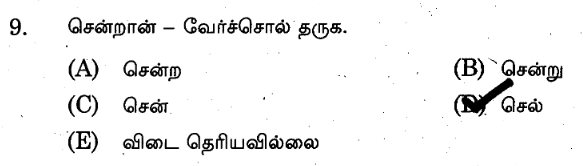 9. சென்றான் – வேர்ச்சொல் தருக.
(A) சென்ற (B) சென்று
(C) சென் (D) செல்
(E) விடை தெரியவில்லை